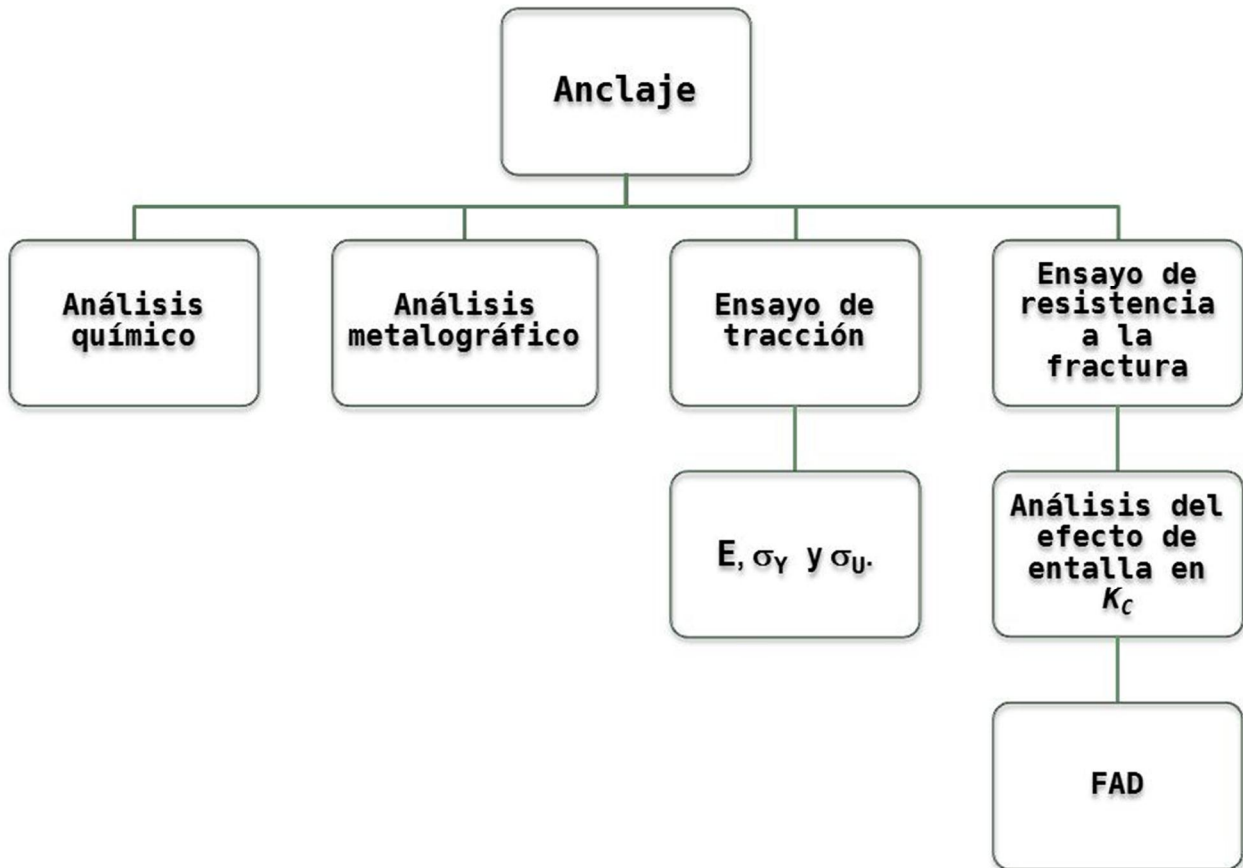 Anclaje
Análisis
químico
Análisis
metalográfico
Ensayo de
tracción
Ensayo de
resistencia
a la
fractura
E, σY y σU.
Análisis del
efecto de
entalla en
KC
FAD